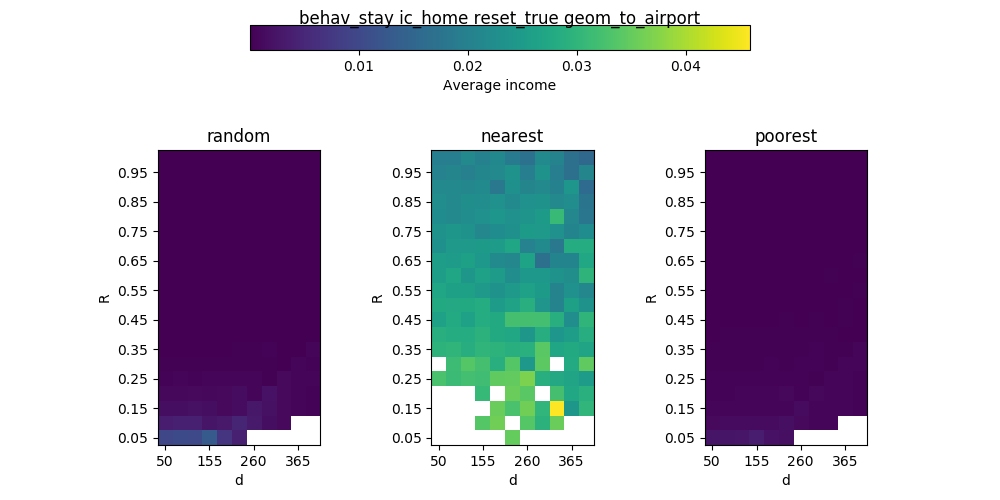 behav_stay ic_home reset_true geom_to_airport
0.01 0.02 0.03 0.04
Average income
random nearest poorest
0.95 0.95 0.95
0.85 0.85 0.85
0.75 0.75 0.75
0.65 0.65 0.65
0.55 0.55 0.55
R R R
0.45 0.45 0.45
0.35 0.35 0.35
0.25 0.25 0.25
0.15 0.15 0.15
0.05 0.05 0.05
50 155 260 365 50 155 260 365 50 155 260 365
d d d